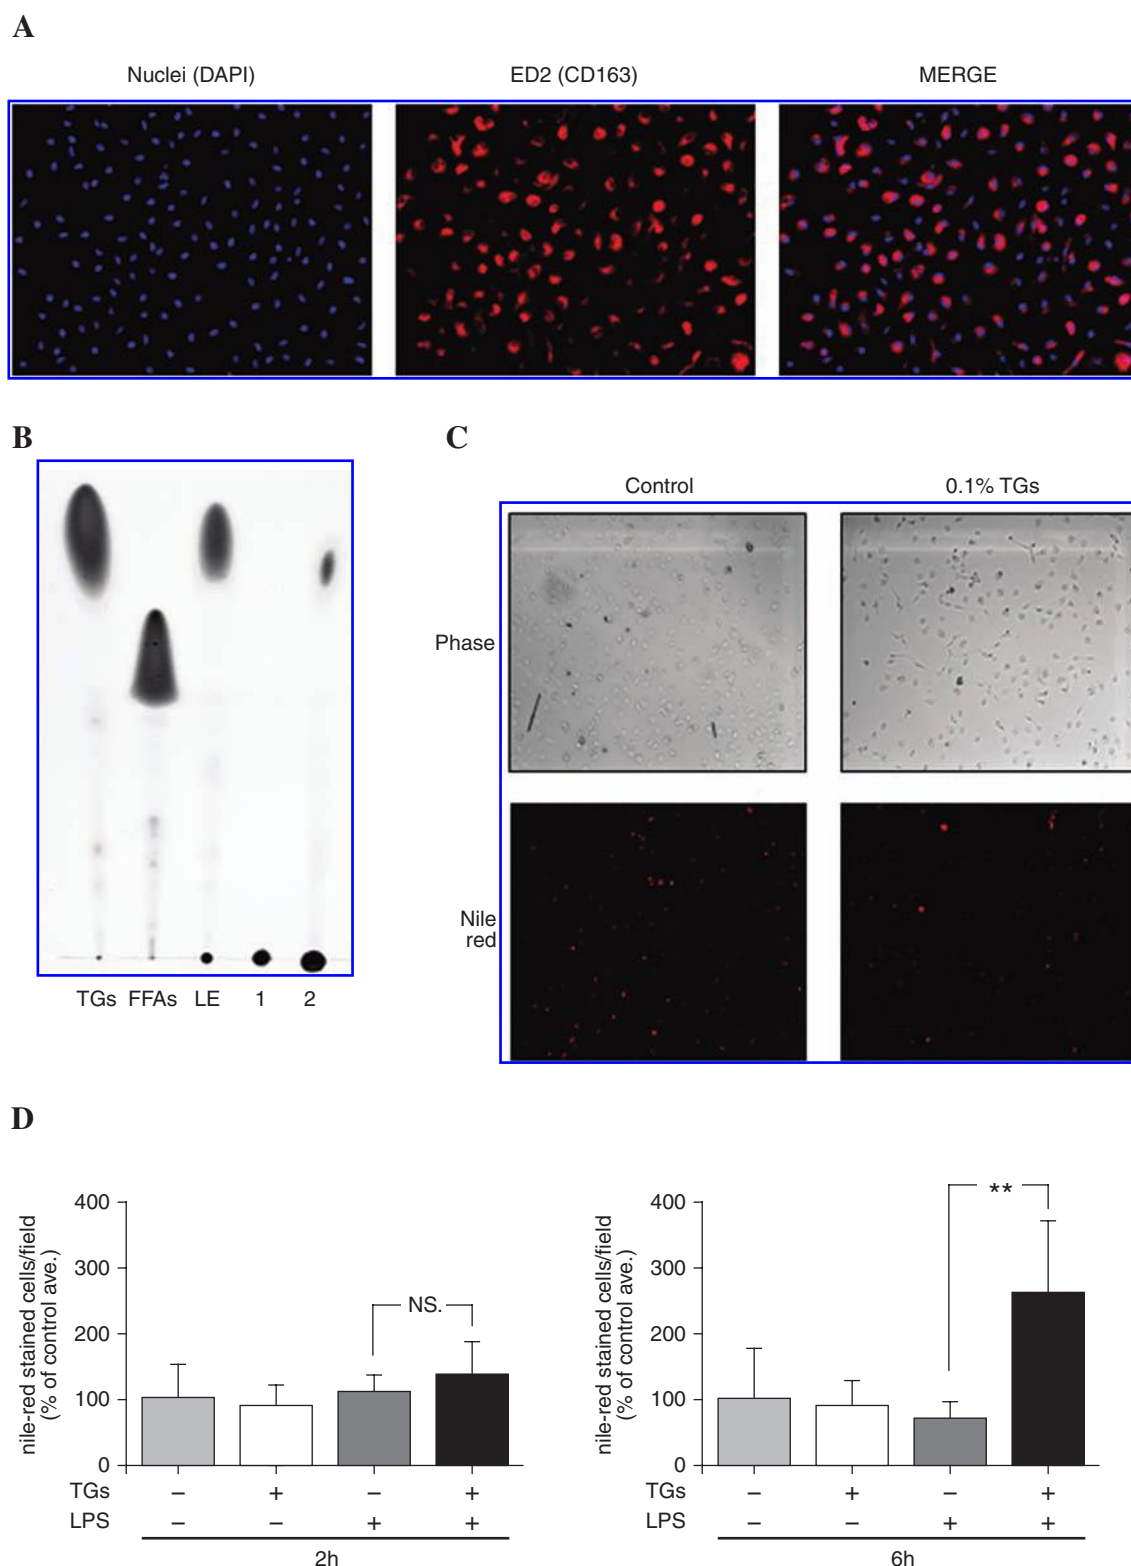 A
Nuclei (DAPI)
ED2 (CD163)
MERGE
B
TGs FFAs LE 1 2
C
Control
0.1% TGs
Phase
Nile
red
D
nile-red stained cells/field
(% of control ave.)
400
300
200
100
0
NS.
TGs – + – +
LPS – – + +
2h
nile-red stained cells/field
(% of control ave.)
400
300
200
100
0
**
– + – +
– – + +
6h